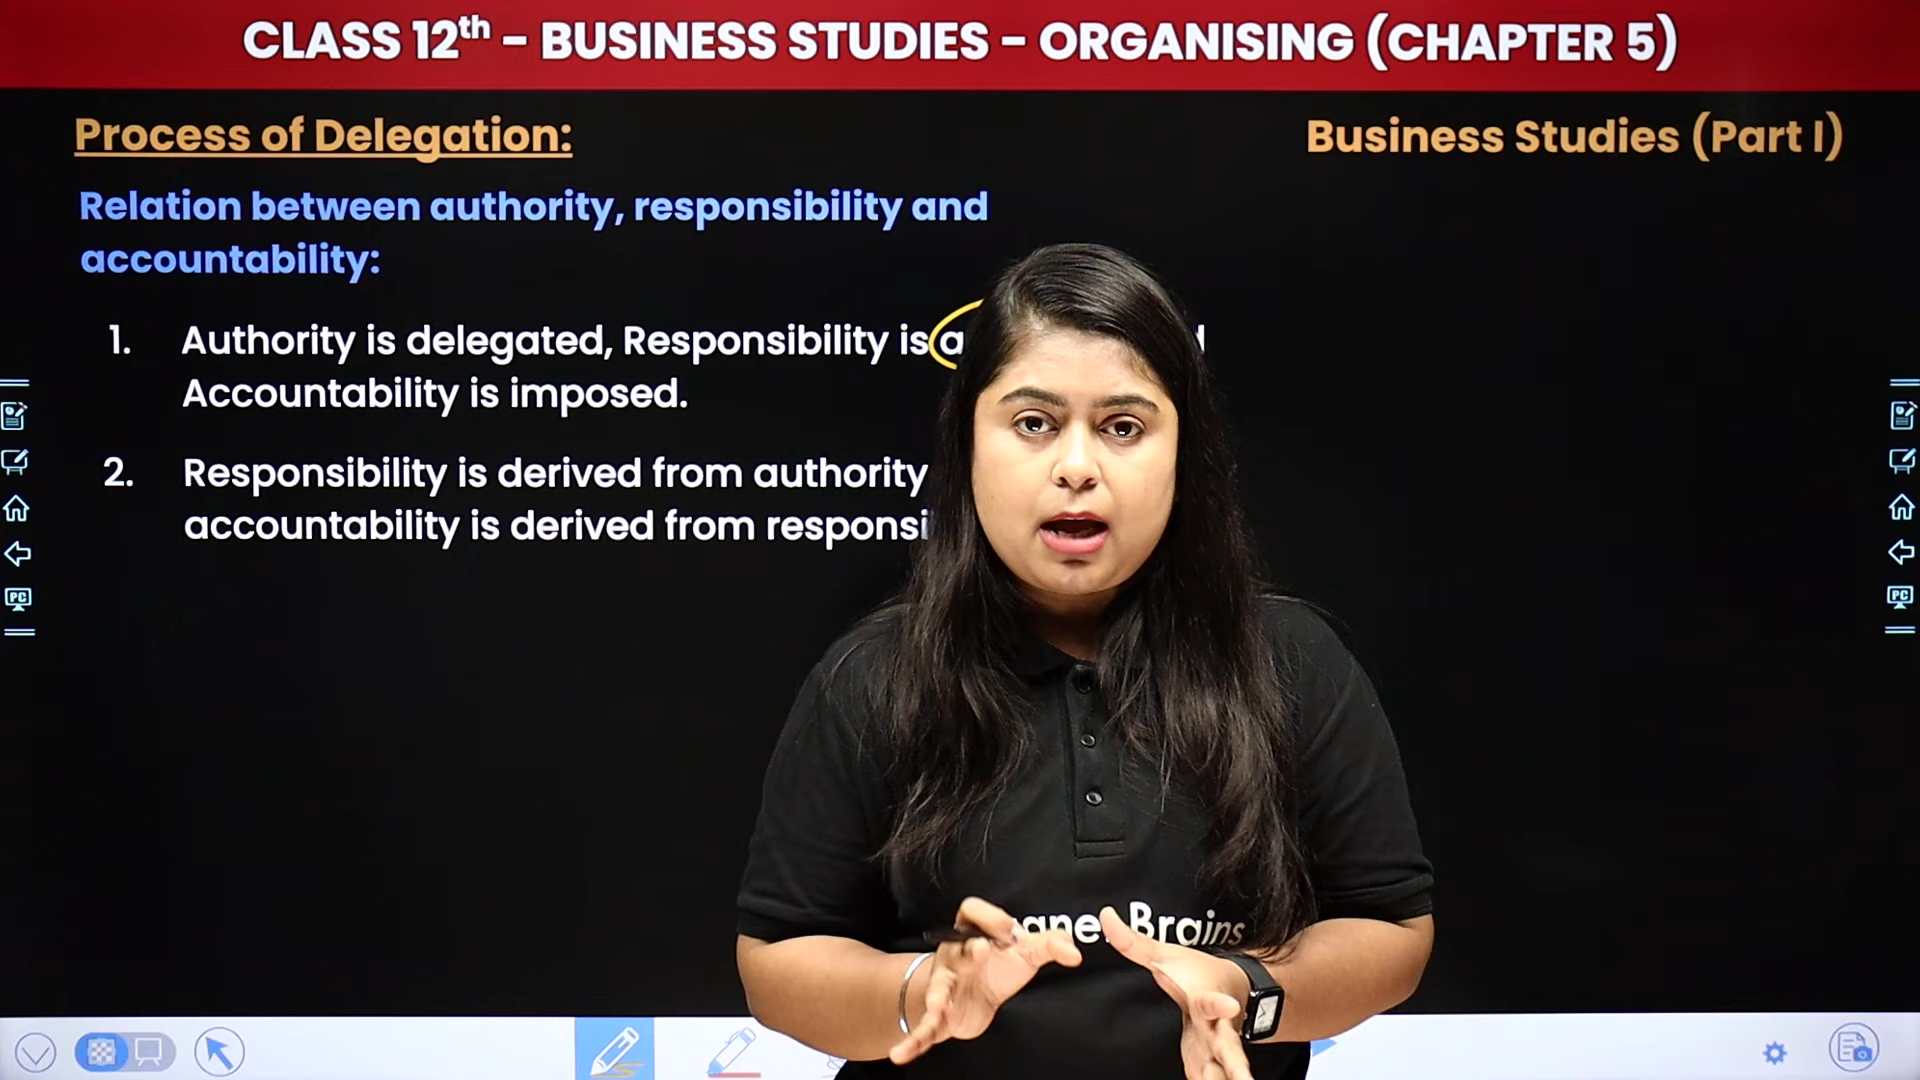 CLASS 12th - BUSINESS STUDIES - ORGANISING (CHAPTER 5)
Process of Delegation:
Business Studies (Part I)
Relation between authority, responsibility and
accountability:
1. Authority is delegated, Responsibility is
Accountability is imposed.
2. Responsibility is derived from authority
accountability is derived from
Brains
PC
PC